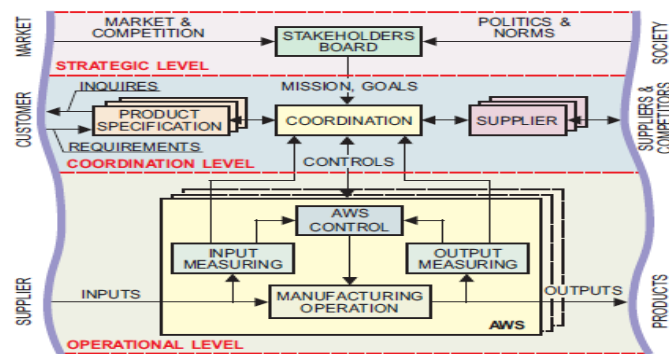 MARKET
MARKET &
COMPETITION
STAKEHOLDERS
BOARD
POLITICS &
NORMS
SOCIETY
STRATEGIC LEVEL
MISSION, GOALS
CUSTOMER
INQUIRES
PRODUCT
SPECIFICATION
REQUIREMENTS
COORDINATION
SUPPLIER
SUPPLIERS &
COMPETITORS
COORDINATION LEVEL
CONTROLS
AWS
CONTROL
INPUT
MEASURING
OUTPUT
MEASURING
SUPPLIER
INPUTS
MANUFACTURING
OPERATION
OUTPUTS
PRODUCTS
AWS
OPERATIONAL LEVEL